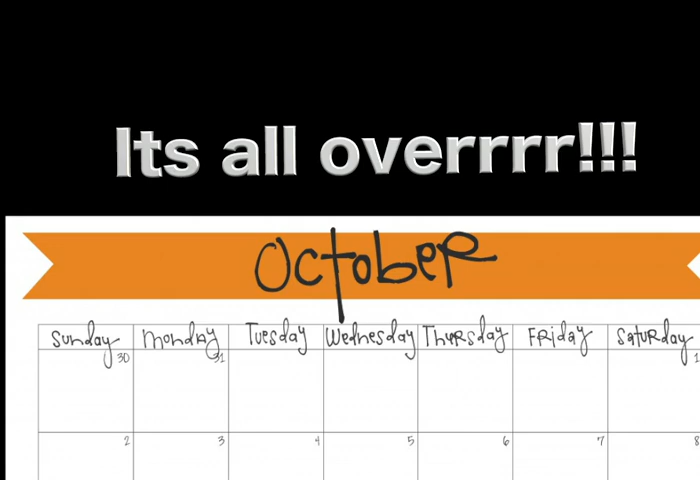 Its all overrrr!!!
October
Sunday Monday Tuesday Wednesday Thursday Friday Saturday
30 31 1
2 3 4 5 6 7 8